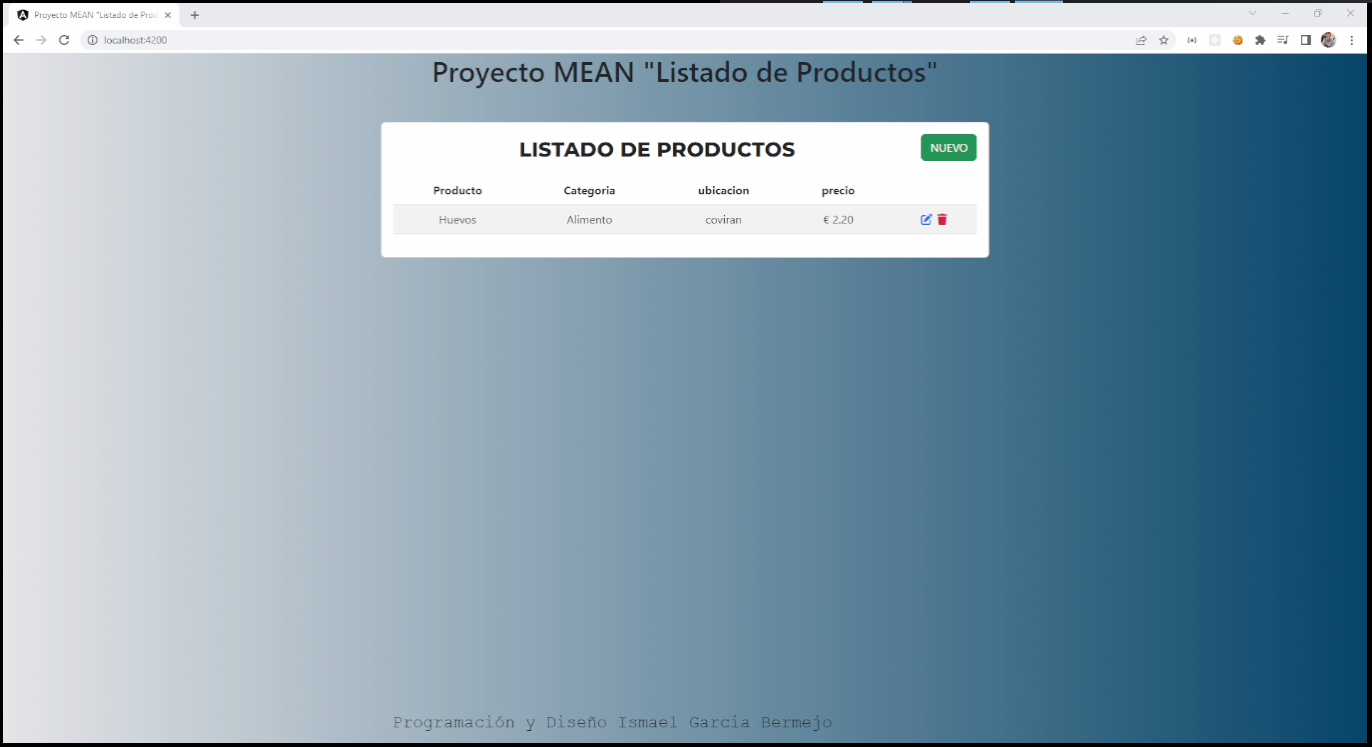 Proyecto MEAN "Listado de Prod
localhost:4200
Proyecto MEAN "Listado de Productos"
LISTADO DE PRODUCTOS
NUEVO
Producto Categoria ubicacion precio
Huevos Alimento coviran € 2.20
Programación y Diseño Ismael Garcia Bermejo